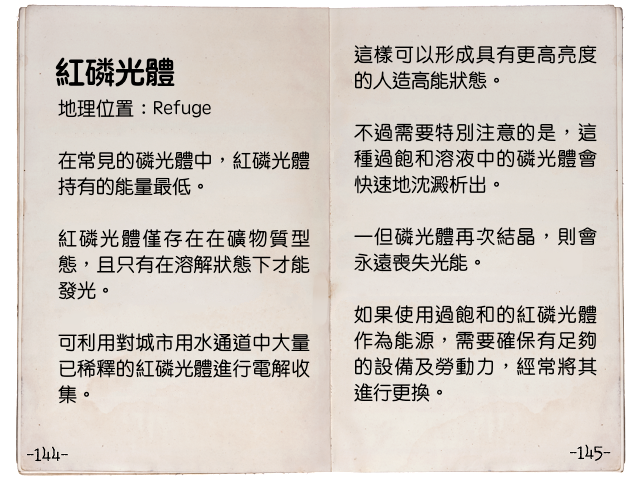 紅磷光體
地理位置：Refuge
在常見的磷光體中，紅磷光體
持有的能量最低。
紅磷光體僅存在在礦物質型
態，且只有在溶解狀態下才能
發光。
可利用對城市用水通道中大量
已稀釋的紅磷光體進行電解收
集。
-144-
這樣可以形成具有更高亮度
的人造高能狀態。
不過需要特別注意的是，這
種過飽和溶液中的磷光體會
快速地沈澱析出。
一但磷光體再次結晶，則會
永遠喪失光能。
如果使用過飽和的紅磷光體
作為能源，需要確保有足夠
的設備及勞動力，經常將其
進行更換。
-145-